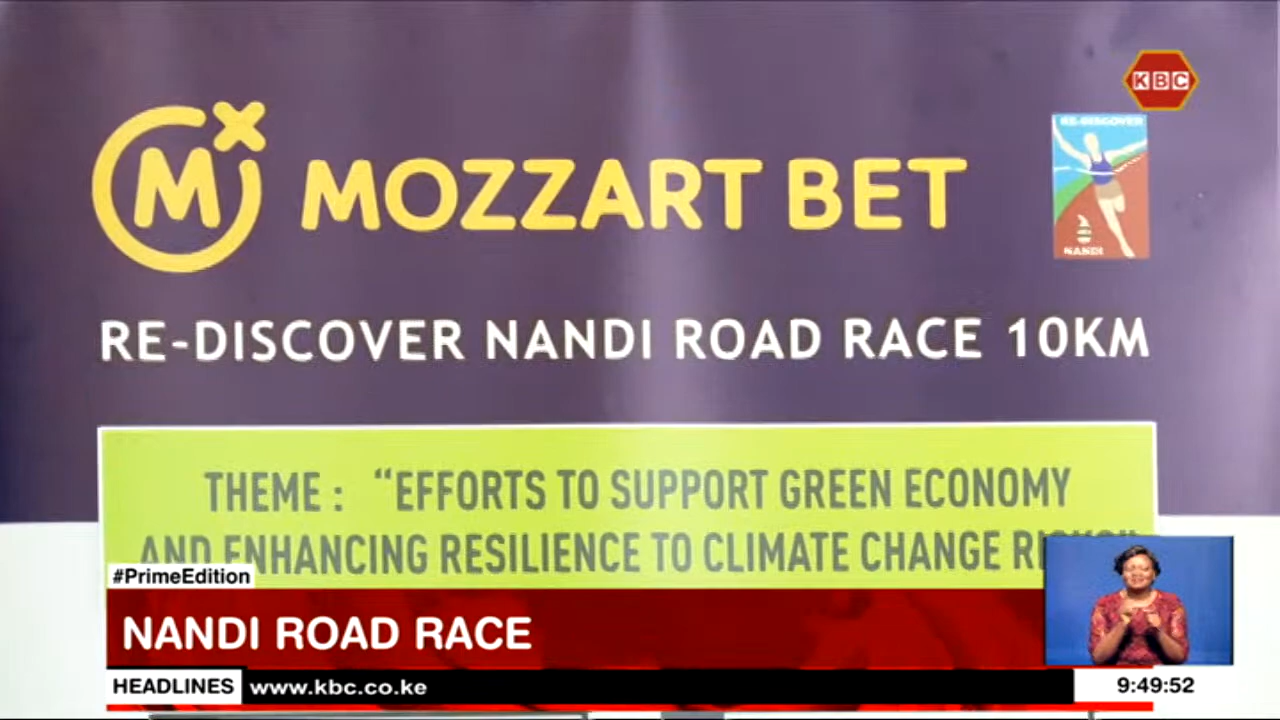 KBC
M
MOZZART BET
RE-DISCOVER
NANDI
RE-DISCOVER NANDI ROAD RACE 10KM
THEME : “EFFORTS TO SUPPORT GREEN ECONOMY
AND ENHANCING RESILIENCE TO CLIMATE CHANGE
#PrimeEdition
NANDI ROAD RACE
HEADLINES
www.kbc.co.ke
9:49:52